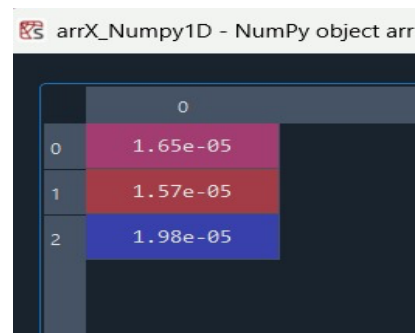 arrX_Numpy1D - NumPy object arr
0
0 1.65e-05
1 1.57e-05
2 1.98e-05